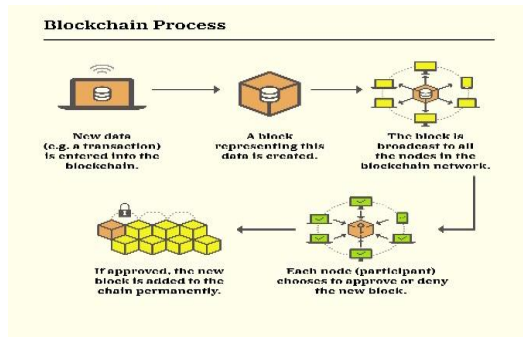 Blockchain Process
New data
(e.g. a transaction)
is entered into the
blockchain.
A block
representing this
data is created.
The block is
broadcast to all
the nodes in the
blockchain network.
If approved, the new
block is added to the
chain permanently.
Each node (participant)
chooses to approve or deny
the new block.